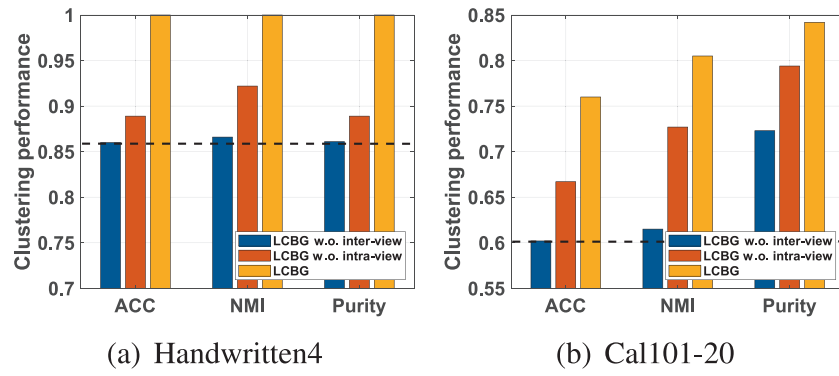 Clustering performance
1
0.95
0.9
0.85
0.8
0.75
0.7
ACC NMI Purity
LCBG w.o. inter-view
LCBG w.o. intra-view
LCBG
(a) Handwritten4
Clustering performance
0.85
0.8
0.75
0.7
0.65
0.6
0.55
ACC NMI Purity
LCBG w.o. inter-view
LCBG w.o. intra-view
LCBG
(b) Cal101-20